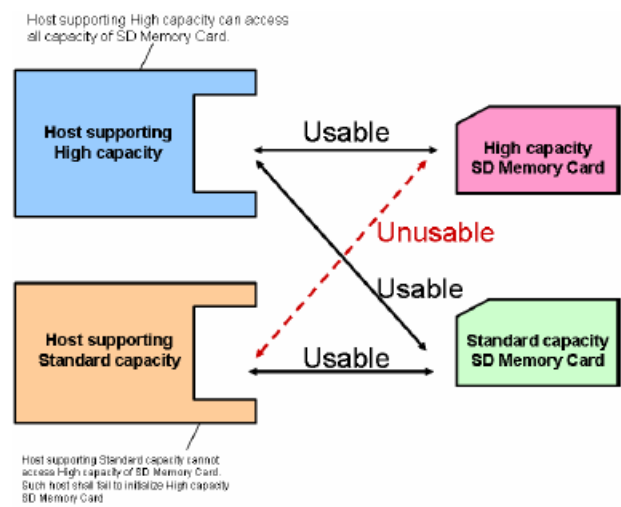 Host supporting High capacity can access
all capacity of SD Memory Card.
Host supporting
High capacity
Usable
High capacity
SD Memory Card
Unusable
Usable
Host supporting
Standard capacity
Usable
Standard capacity
SD Memory Card
Host supporting Standard capacity cannot
access High capacity of SD Memory Card.
Such host shall fail to initialize High capacity
SD Memory Card